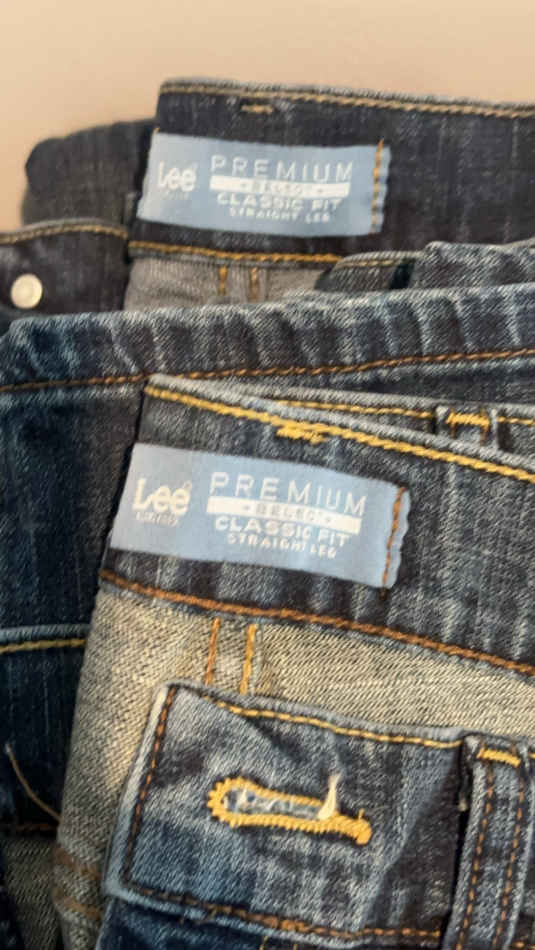 Lee
PREMIUM
SELECT
CLASSIC FIT
STRAIGHT LEG
Lee
PREMIUM
SELECT
CLASSIC FIT
STRAIGHT LEG